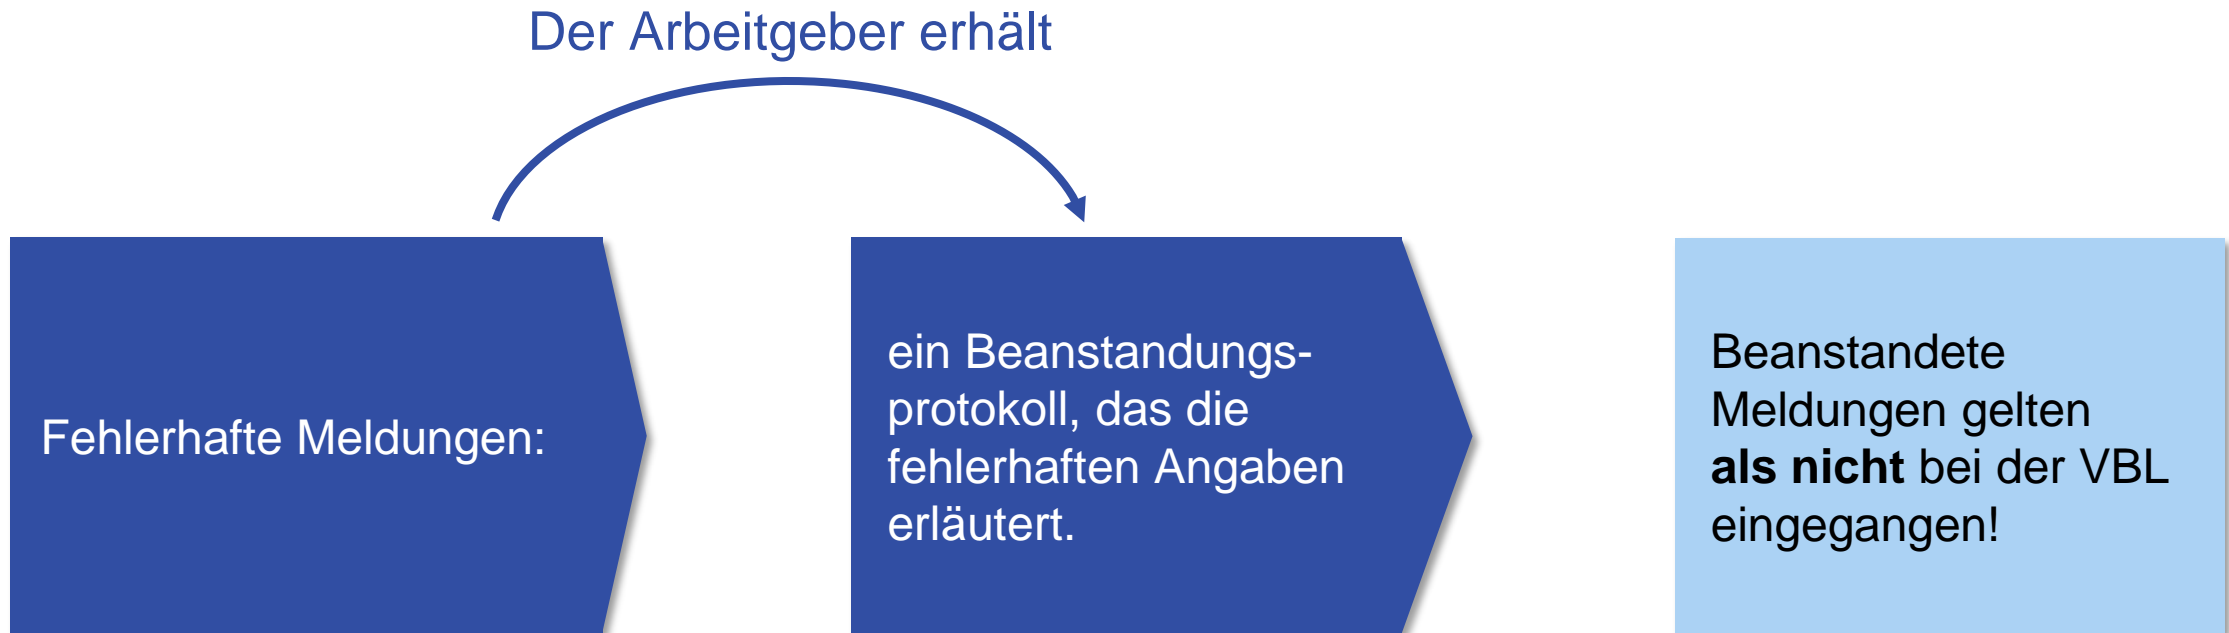 Der Arbeitgeber erhält
Fehlerhafte Meldungen:
ein Beanstandungs-
protokoll, das die
fehlerhaften Angaben
erläutert.
Beanstandete
Meldungen gelten
als nicht bei der VBL
eingegangen!